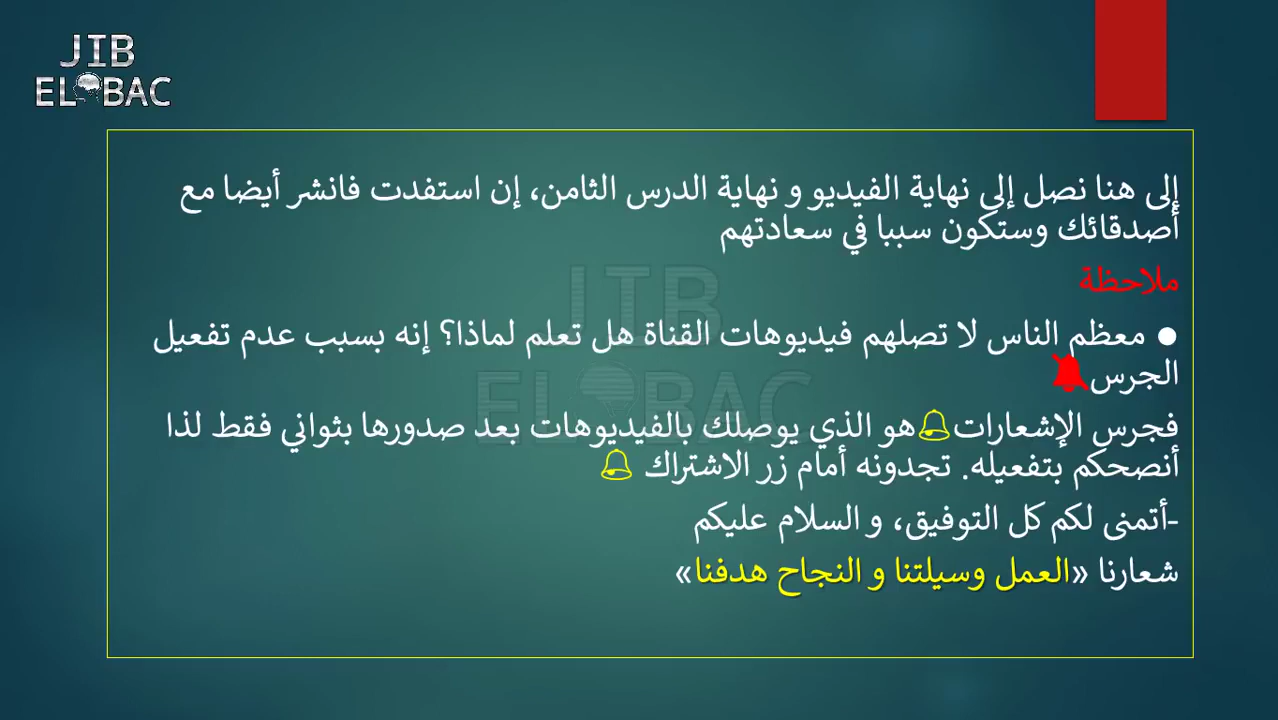 JIB
EL BAC
إلى هنا نصل إلى نهاية الفيديو و نهاية الدرس الثامن، إن استفدت فانشر أيضا مع
أصدقائك وستكون سببا في سعادتهم
ملاحظة
● معظم الناس لا تصلهم فيديوهات القناة هل تعلم لماذا؟ إنه بسبب عدم تفعيل
الجرس🔕
فجرس الإشعارات🔔هو الذي يوصلك بالفيديوهات بعد صدورها بثواني فقط لذا
أنصحكم بتفعيله. تجدونه أمام زر الاشتراك 🔔
-أتمنى لكم كل التوفيق، و السلام عليكم
شعارنا «العمل وسيلتنا و النجاح هدفنا»
JIB
EL BAC